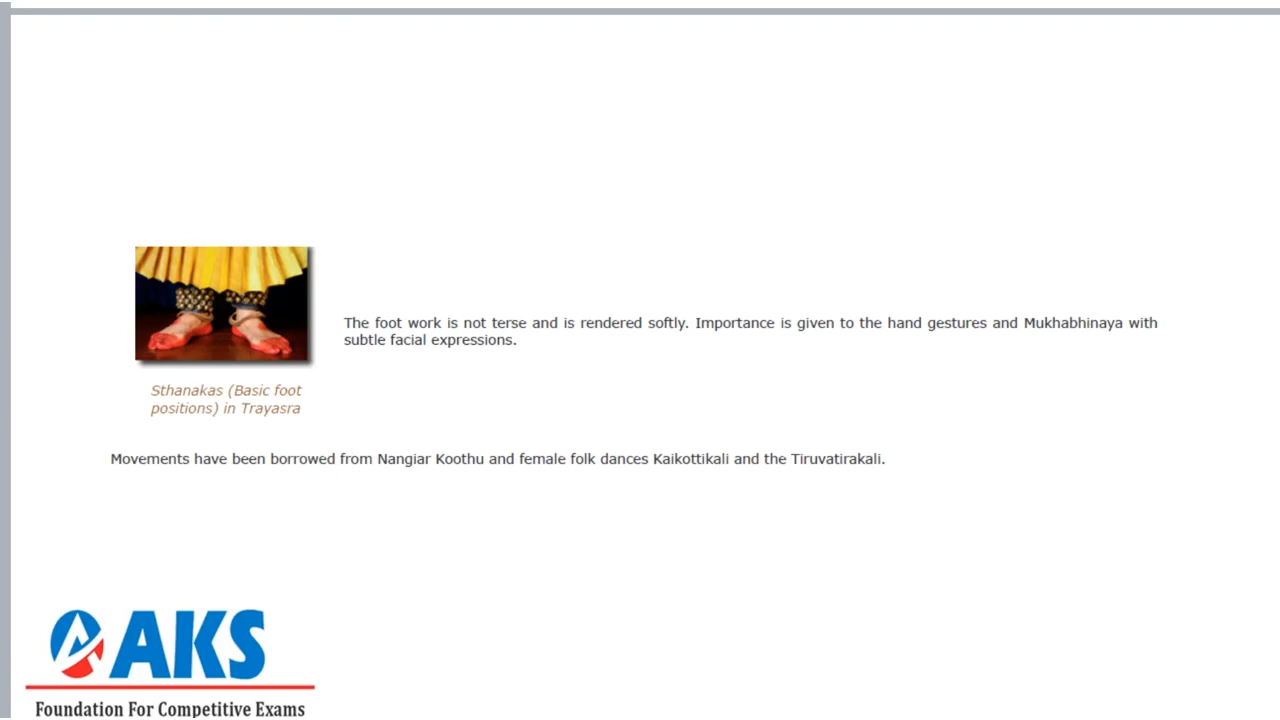 The foot work is not terse and is rendered softly. Importance is given to the hand gestures and Mukhabhinaya with
subtle facial expressions.
Sthanakas (Basic foot
positions) in Trayasra
Movements have been borrowed from Nangiar Koothu and female folk dances Kaikottikali and the Tiruvatirakali.
AKS
Foundation For Competitive Exams